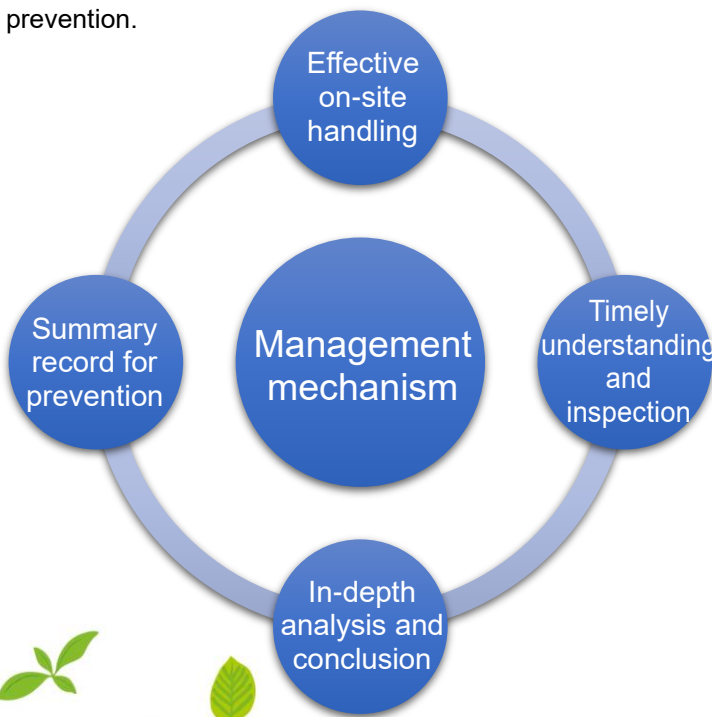 prevention.
Effective
on-site
handling
Timely
understanding
and
inspection
Management
mechanism
Summary
record for
prevention
In-depth
analysis and
conclusion